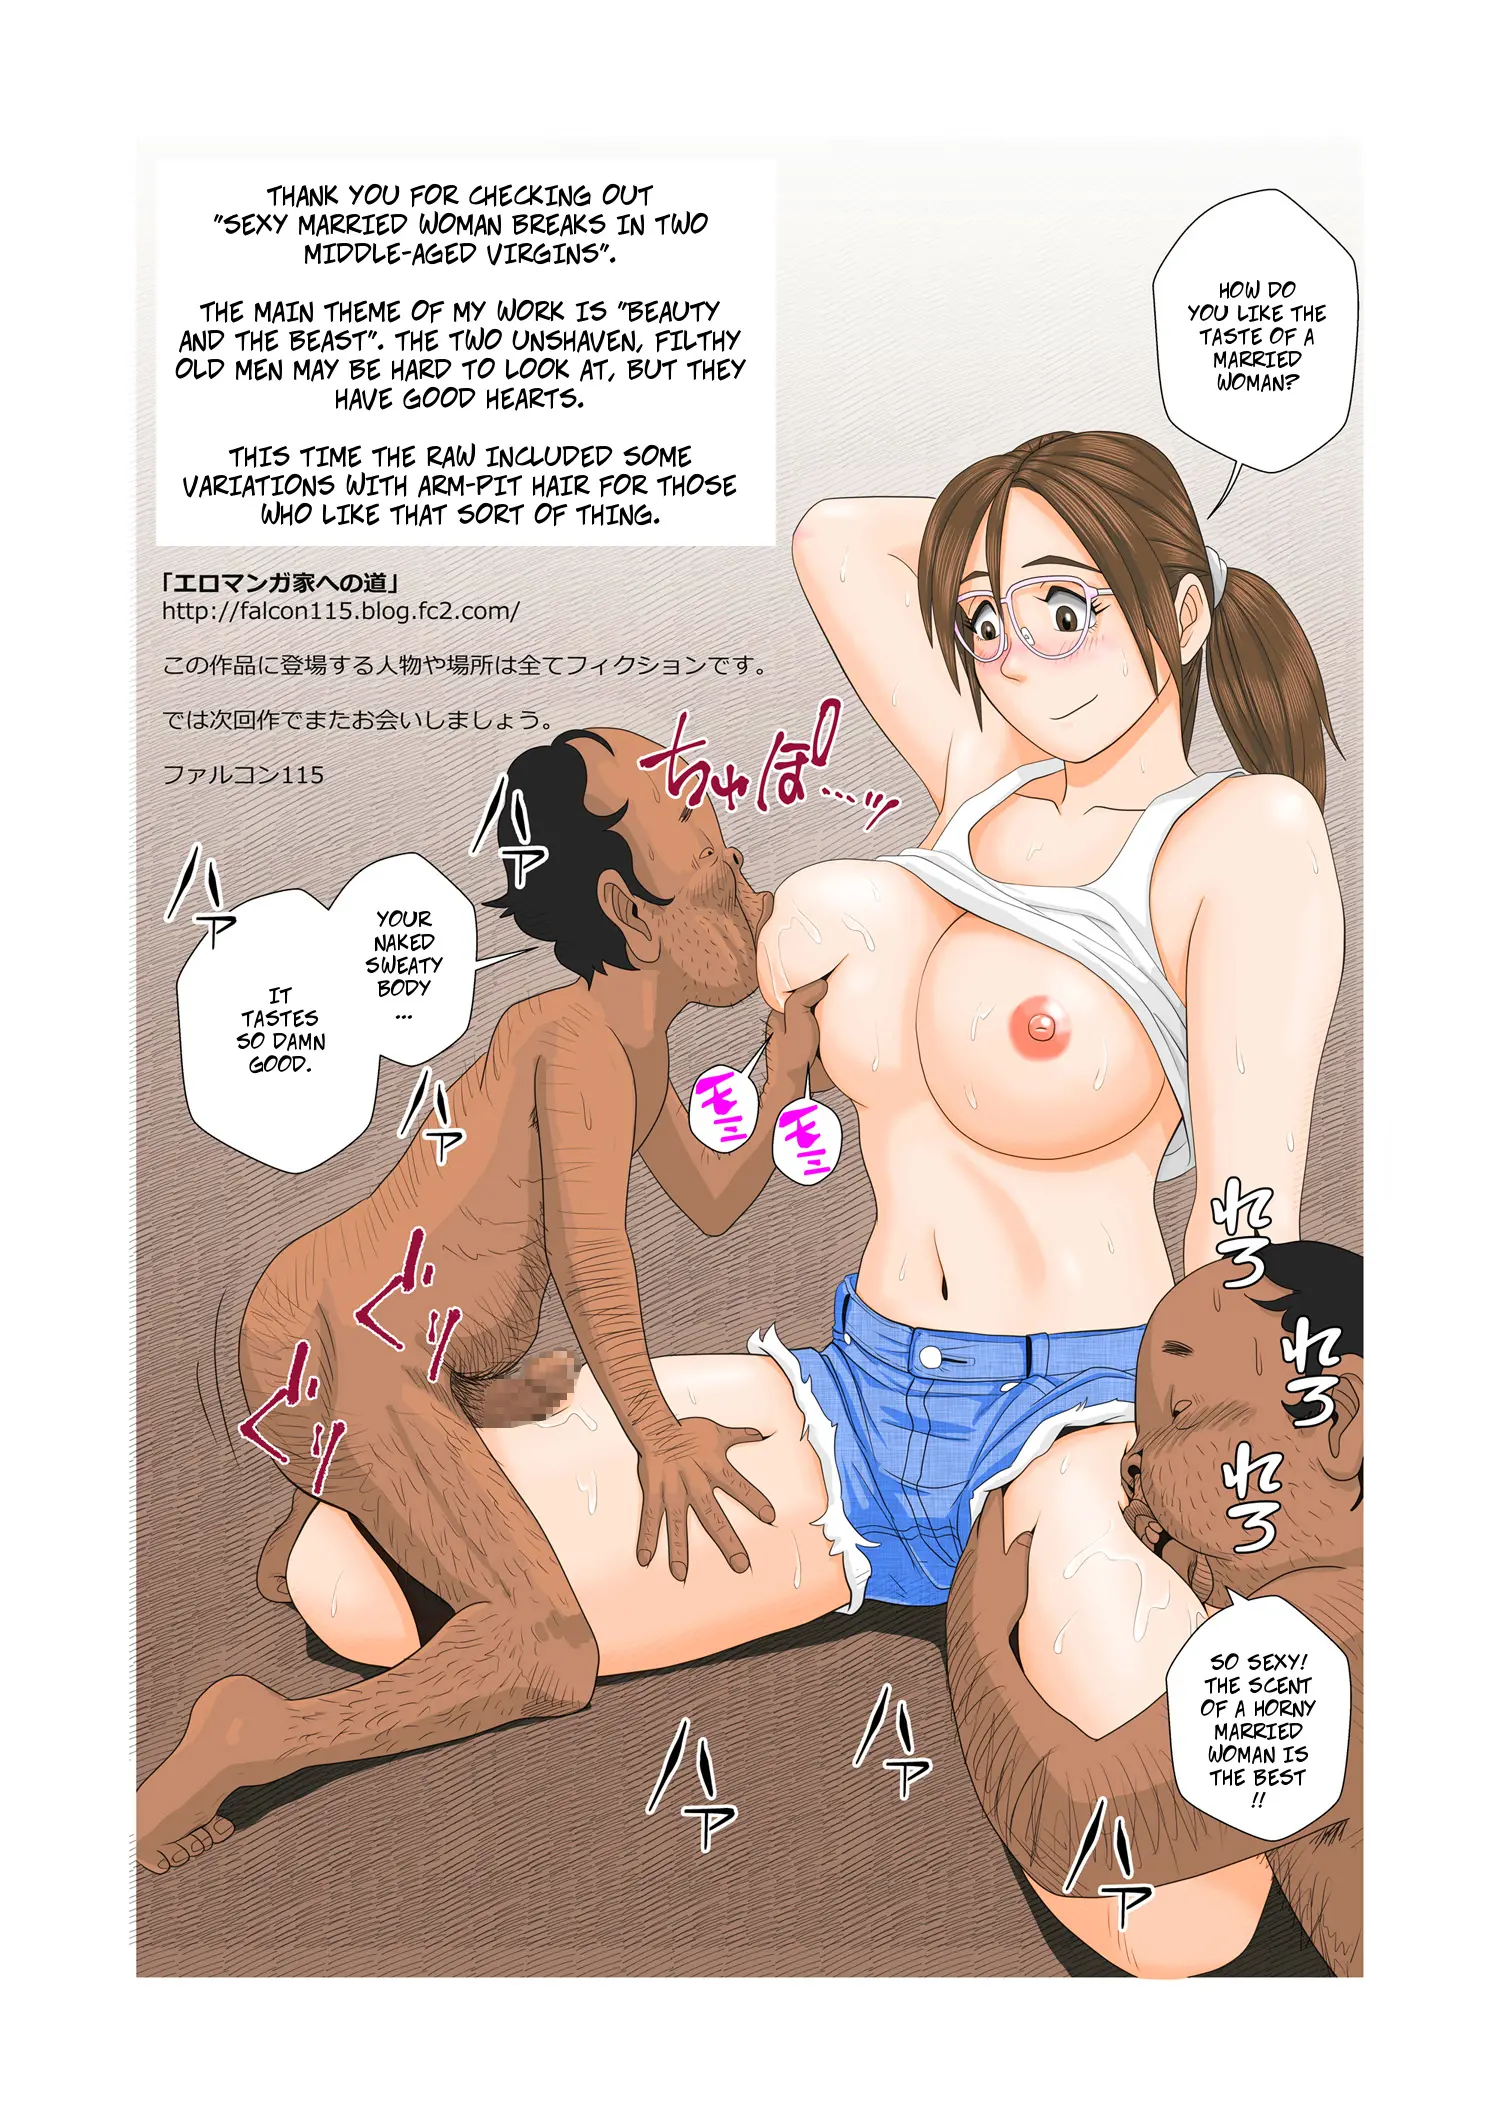 THANK YOU FOR CHECKING OUT
"SEXY MARRIED WOMAN BREAKS IN TWO
MIDDLE-AGED VIRGINS".
THE MAIN THEME OF MY WORK IS "BEAUTY
AND THE BEAST". THE TWO UNSHAVEN, FILTHY
OLD MEN MAY BE HARD TO LOOK AT, BUT THEY
HAVE GOOD HEARTS.
THIS TIME THE RAW INCLUDED SOME
VARIATIONS WITH ARM-PIT HAIR FOR THOSE
WHO LIKE THAT SORT OF THING.
「エロマンガ家への道」
http://falcon115.blog.fc2.com/
この作品に登場する人物や場所は全てフィクションです。
では次回作でまたお会いしましょう。
ファルコン115
HOW DO
YOU LIKE THE
TASTE OF A
MARRIED
WOMAN?
ちゅぽ…ッ
ハァ
ハァ
YOUR
NAKED
SWEATY
BODY
...
IT
TASTES
SO DAMN
GOOD.
ハァ
モミ
モミ
ぐり
ぐり
れろ
れろ
れろ
SO SEXY!
THE SCENT
OF A HORNY
MARRIED
WOMAN IS
THE BEST
!!
ハァ
ハァ
ハァ